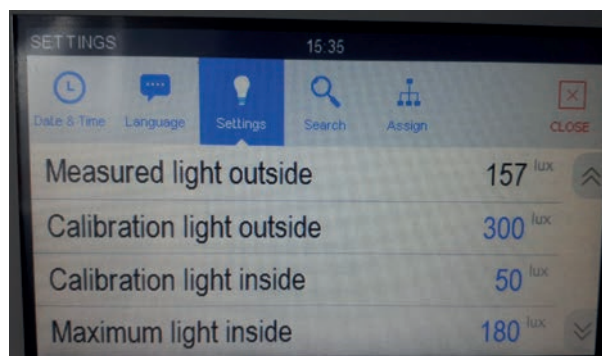 SETTINGS 15:35
Date & Time Language Settings Search Assign CLOSE
Measured light outside 157 lux
Calibration light outside 300 lux
Calibration light inside 50 lux
Maximum light inside 180 lux